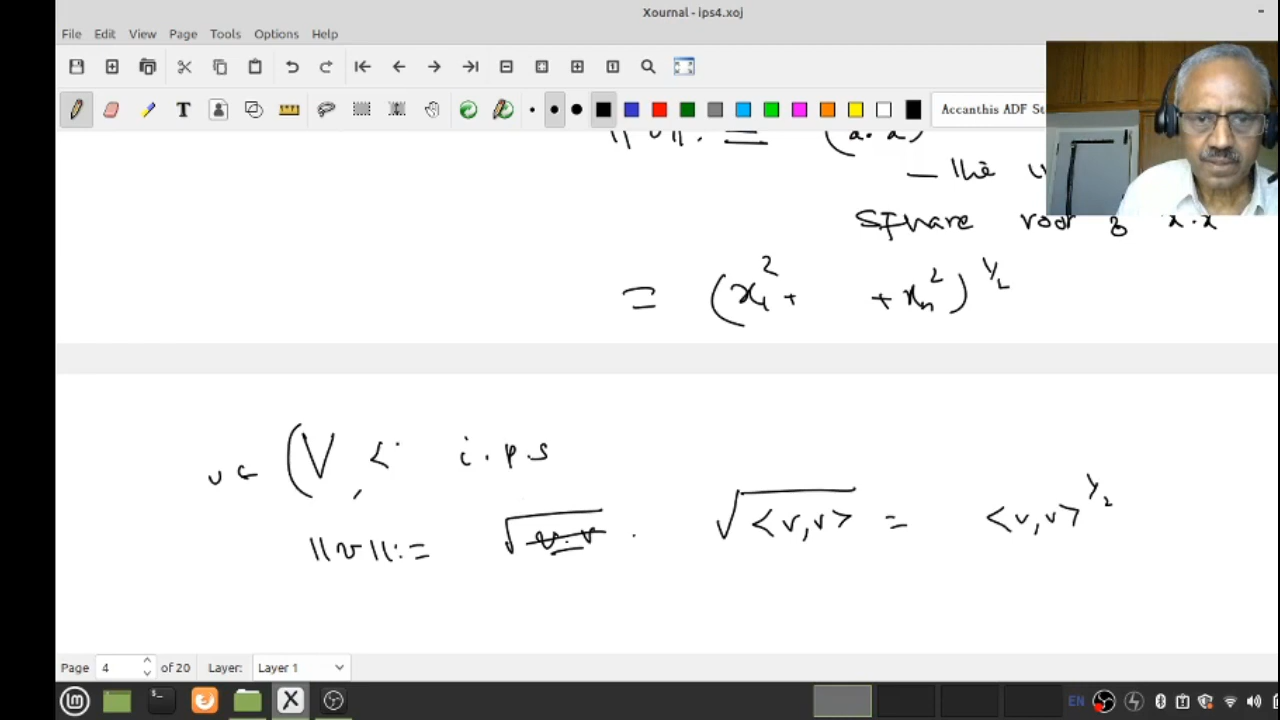 Xournal - ips4.xoj
File Edit View Page Tools Options Help
Accanthis ADF St
||v||: = (x.x)
— the
square root of x.x
= (x₁² + + xₙ²)^½
v ∈ (V, < i.p.s
||v||:= √v.v . √<v,v> = <v,v>^½
Page 4 of 20 Layer: Layer 1
EN